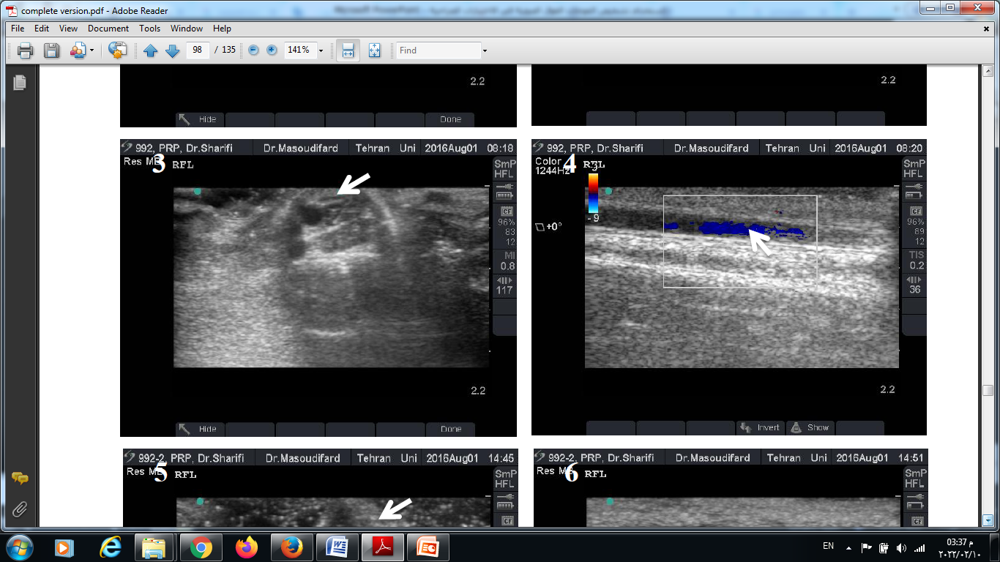 complete version.pdf - Adobe Reader
File Edit View Document Tools Window Help
98 / 135 141% Find
2.2
2.2
Hide Done
992, PRP, Dr.Sharifi Dr.Masoudifard Tehran Uni 2016Aug01 08:18
Res MB 3 RFL
SmP
HFL
CF
96%
83
12
MI
0.8
117
2.2
Hide Done
992, PRP, Dr.Sharifi Dr.Masoudifard Tehran Uni 2016Aug01 08:20
Color 4
1244Hz
- 9
+0°
SmP
HFL
CF
96%
89
12
TIS
0.2
36
2.2
Invert Show
992-2, PRP, Dr.Sharifi Dr.Masoudifard Tehran Uni 2016Aug01 14:45
Res MB 5 RFL
SmP
HFL
CF
992-2, PRP, Dr.Sharifi Dr.Masoudifard Tehran Uni 2016Aug01 14:51
Res MB 6 RFL
SmP
HFL
CF
EN
03:37 م
٢٠٢٢/٠٢/١٠